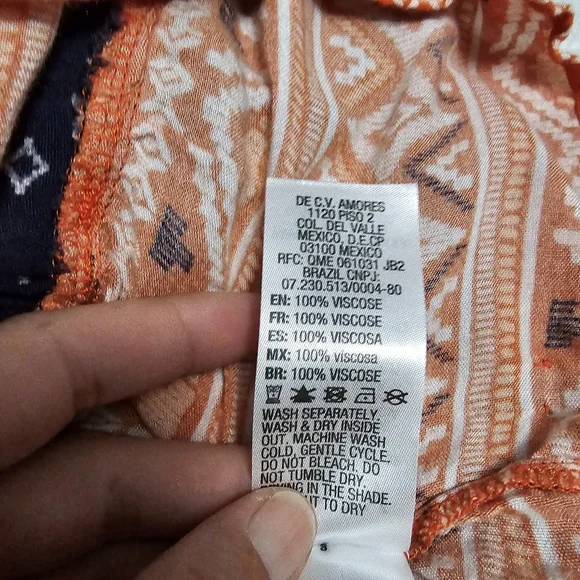 DE C.V. AMORES
1120 PISO 2
COL. DEL VALLE
MEXICO, D.F.CP
03100 MEXICO
RFC: QME 061031 JB2
BRAZIL CNPJ:
07.230.513/0004-80
EN: 100% VISCOSE
FR: 100% VISCOSE
ES: 100% VISCOSA
MX: 100% VISCOSA
BR: 100% VISCOSE
WASH SEPARATELY.
WASH & DRY INSIDE
OUT. MACHINE WASH
COLD, GENTLE CYCLE.
DO NOT BLEACH. DO
NOT TUMBLE DRY.
DRYING IN THE SHADE.
IT TO DRY